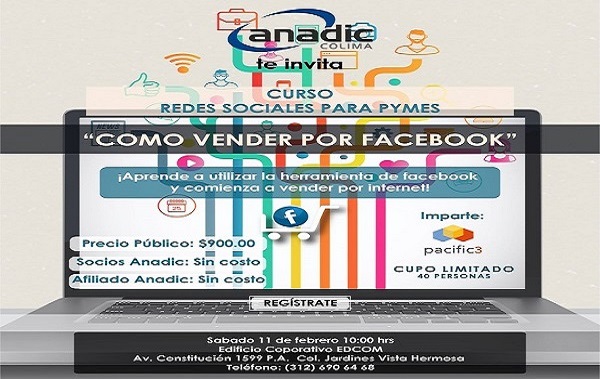 anadic
COLIMA
te invita
CURSO
REDES SOCIALES PARA PYMES
NEWS
“COMO VENDER POR FACEBOOK”
¡Aprende a utilizar la herramienta de facebook
y comienza a vender por internet!
25
f
Precio Público: $900.00
Socios Anadic: Sin costo
Afiliado Anadic: Sin costo
Imparte:
pacific3
CUPO LIMITADO
40 PERSONAS
REGÍSTRATE
Sabado 11 de febrero 10:00 hrs
Edificio Coporativo EDCOM
Av. Constitución 1599 P.A. Col. Jardines Vista Hermosa
Teléfono: (312) 690 64 68